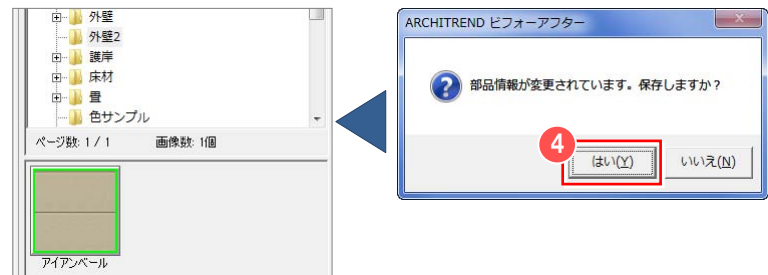 外壁
外壁2
護岸
床材
畳
色サンプル
ページ数: 1 / 1 画像数: 1個
アイアンベール
ARCHITREND ビフォーアフター
部品情報が変更されています。保存しますか？
4
はい(Y) いいえ(N)